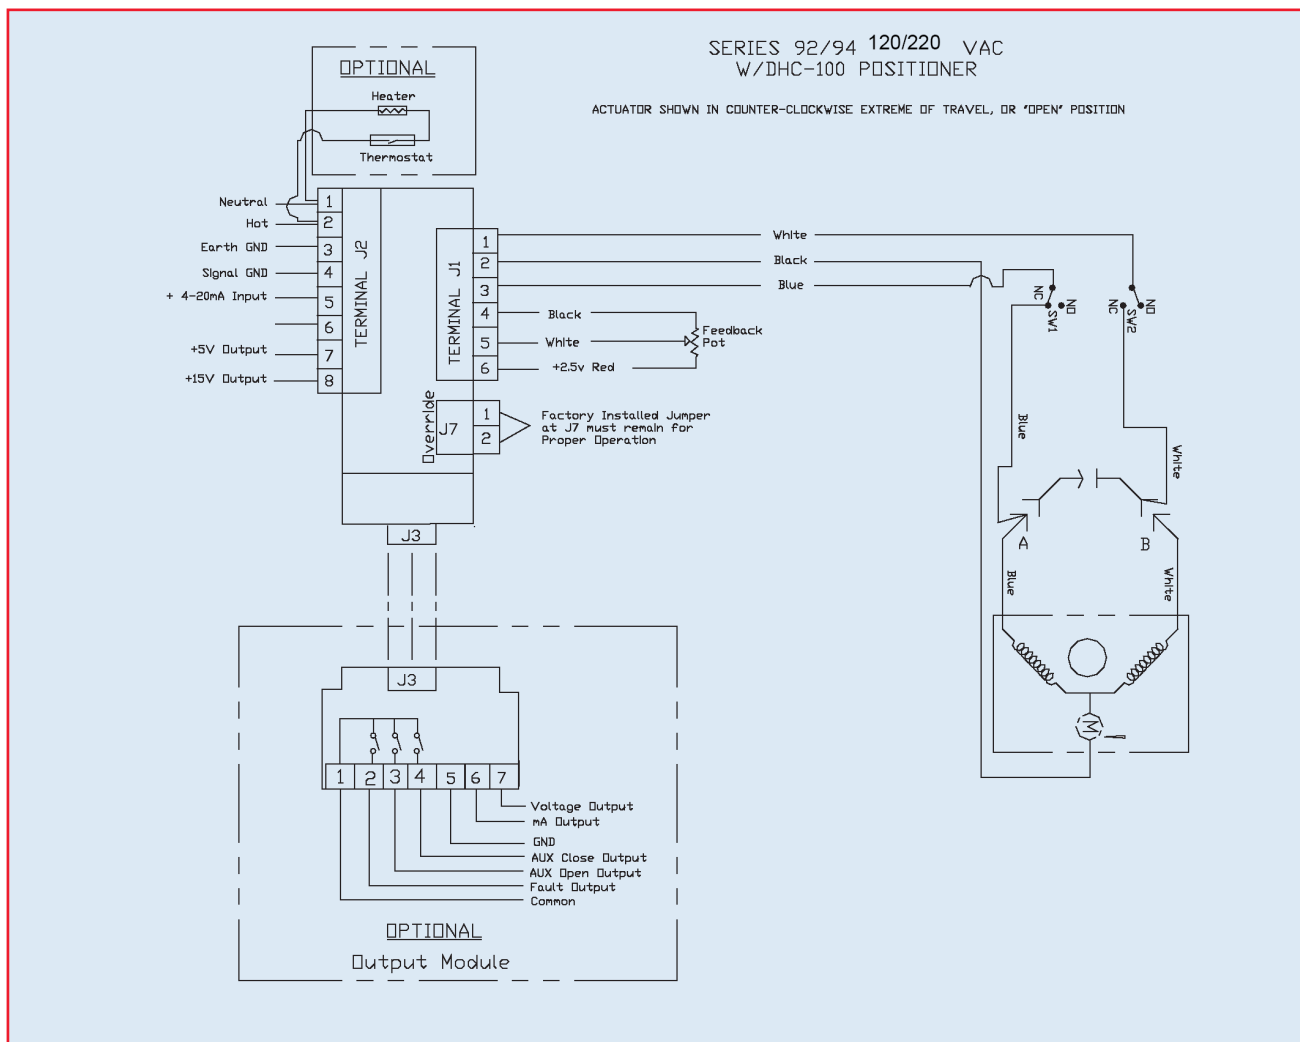 SERIES 92/94 120/220 VAC
W/DHC-100 POSITIONER
ACTUATOR SHOWN IN COUNTER-CLOCKWISE EXTREME OF TRAVEL, OR "OPEN" POSITION
OPTIONAL
Heater
Thermostat
Neutral 1
Hot 2
Earth GND 3
Signal GND 4
+ 4-20mA Input 5
6
+5V Output 7
+15V Output 8
TERMINAL J2
TERMINAL J1
1 White
2 Black
3 Blue
4 Black
5 White
6 +2.5v Red
Feedback
Pot
NC
NO
SW1
NC
NO
SW2
Override
J7
1
2
Factory Installed Jumper
at J7 must remain for
Proper Operation
Blue
White
A
B
Blue
White
M
J3
J3
1 2 3 4 5 6 7
Voltage Output
mA Output
GND
AUX Close Output
AUX Open Output
Fault Output
Common
OPTIONAL
Output Module